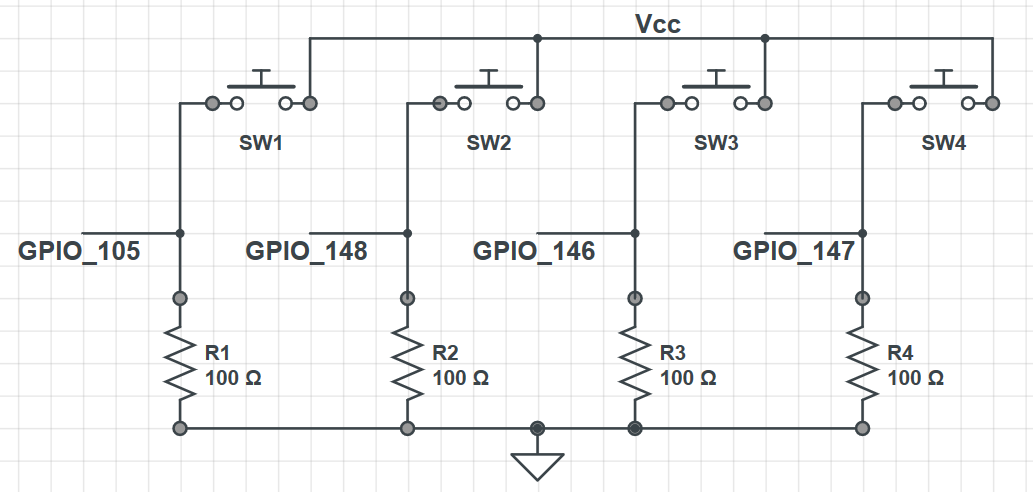 Vcc
SW1
SW2
SW3
SW4
GPIO_105
GPIO_148
GPIO_146
GPIO_147
R1
100 Ω
R2
100 Ω
R3
100 Ω
R4
100 Ω